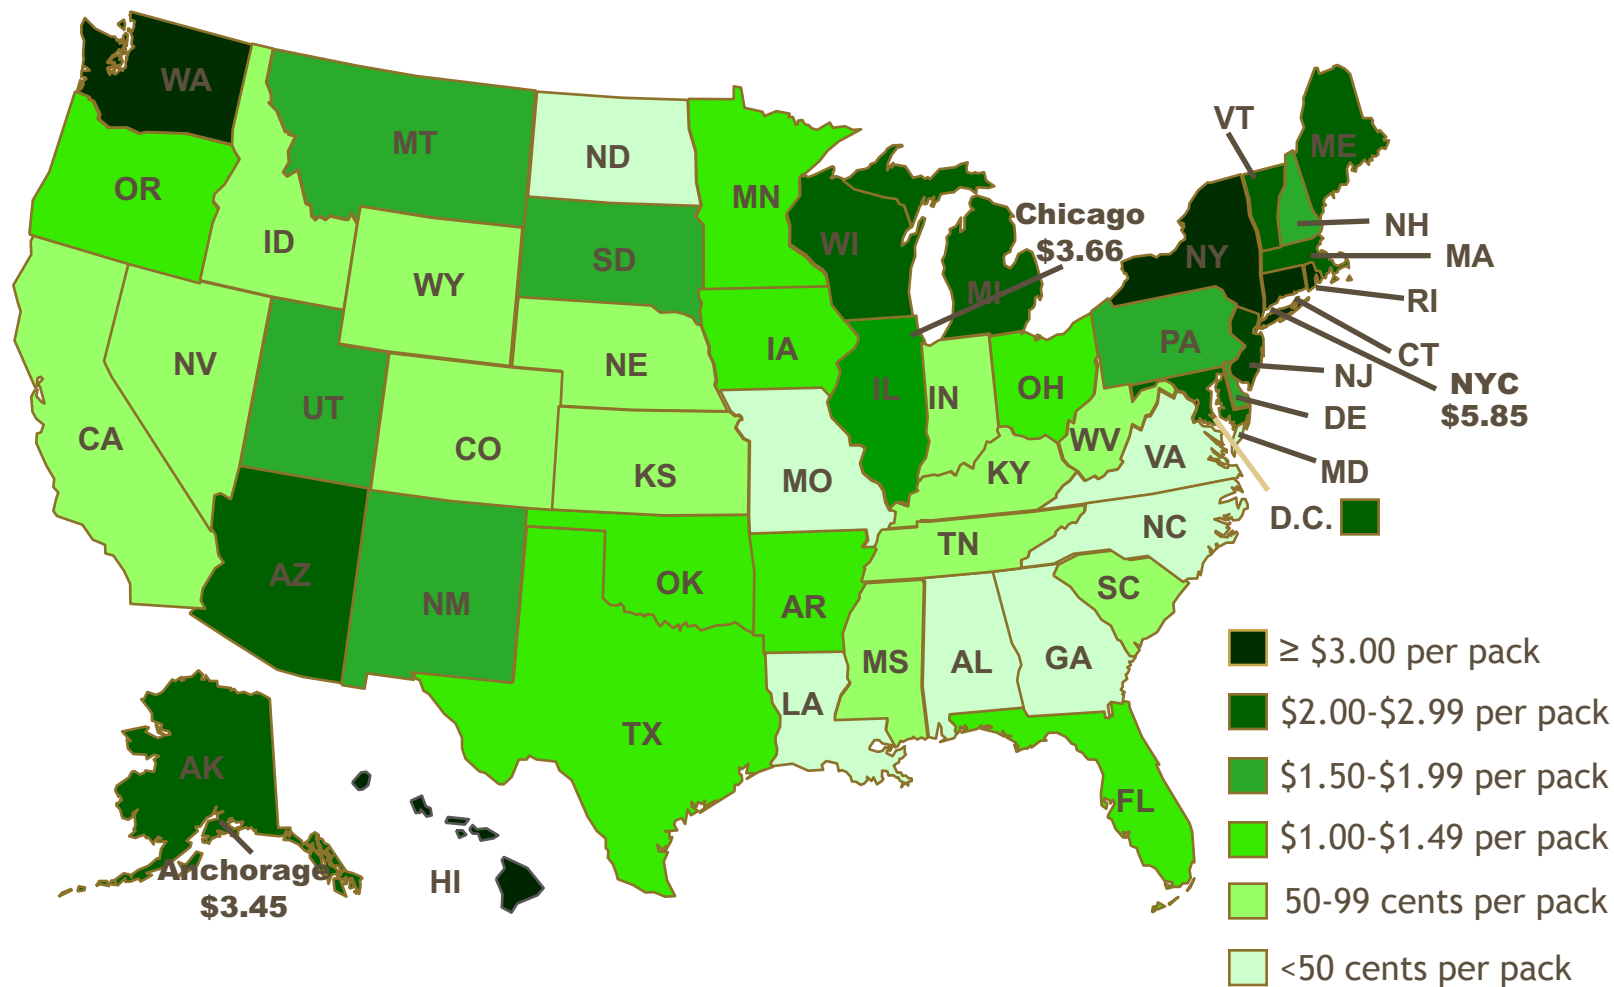 WA
MT
ND
OR
MN
ID
WY
SD
WI
MI
Chicago
$3.66
VT
ME
NY
NH
MA
RI
CT
NYC
$5.85
NJ
DE
MD
D.C.
PA
NV
UT
CA
CO
NE
IA
IL
IN
OH
WV
VA
KS
MO
KY
NC
TN
SC
AZ
NM
OK
AR
MS
AL
GA
LA
TX
FL
AK
Anchorage
$3.45
HI
≥ $3.00 per pack
$2.00-$2.99 per pack
$1.50-$1.99 per pack
$1.00-$1.49 per pack
50-99 cents per pack
<50 cents per pack